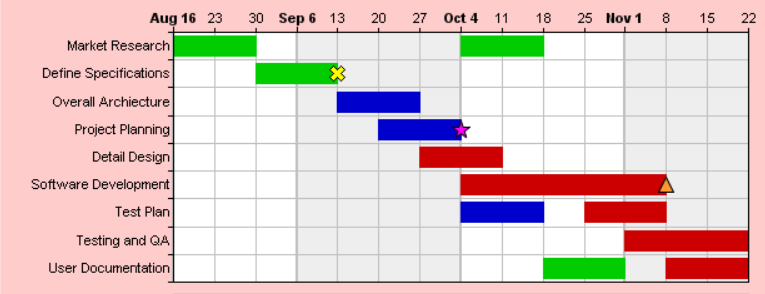 Aug 16 23 30 Sep 6 13 20 27 Oct 4 11 18 25 Nov 1 8 15 22
Market Research
Define Specifications
Overall Archiecture
Project Planning
Detail Design
Software Development
Test Plan
Testing and QA
User Documentation